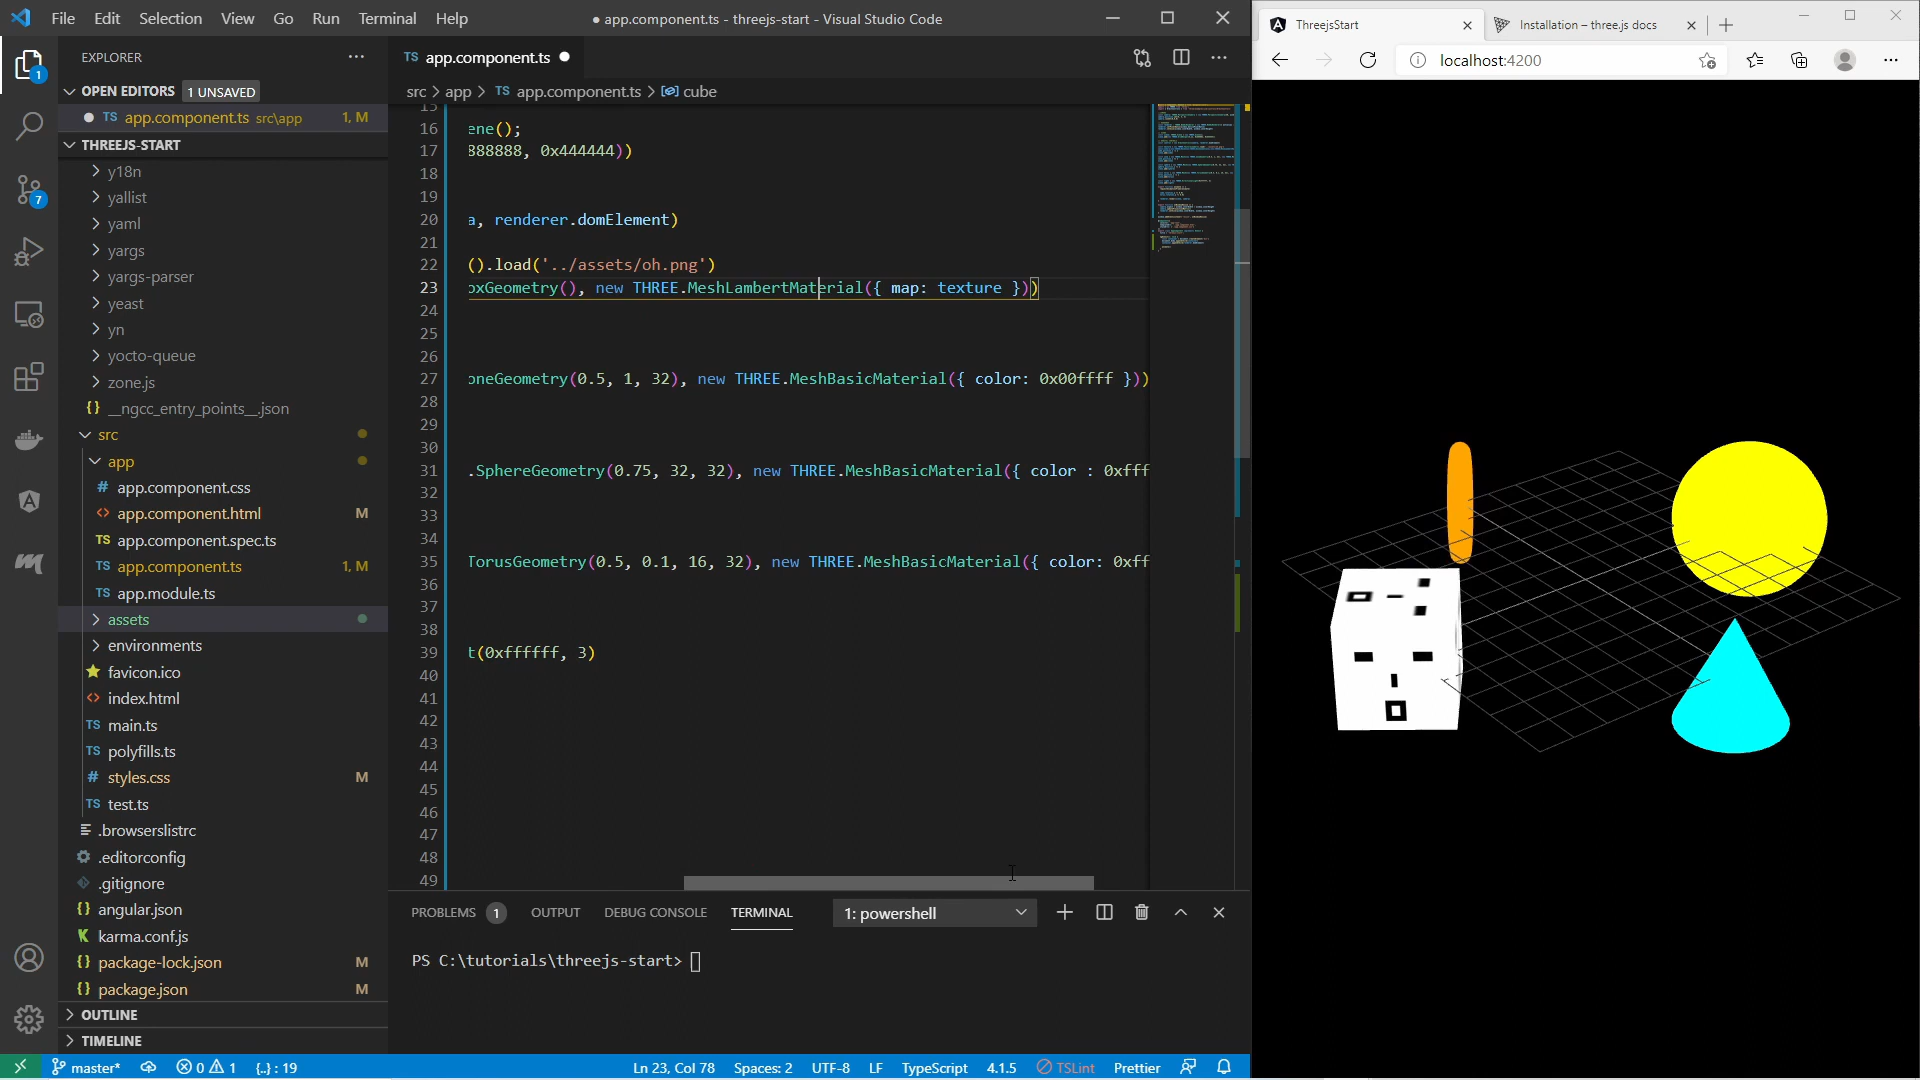 File Edit Selection View Go Run Terminal Help
● app.component.ts - threejs-start - Visual Studio Code
EXPLORER
OPEN EDITORS 1 UNSAVED
TS app.component.ts src\app 1, M
THREEJS-START
y18n
yallist
yaml
yargs
yargs-parser
yeast
yn
yocto-queue
zone.js
{} __ngcc_entry_points__.json
src
app
# app.component.css
<> app.component.html M
TS app.component.spec.ts
TS app.component.ts 1, M
TS app.module.ts
assets
environments
favicon.ico
<> index.html
TS main.ts
TS polyfills.ts
# styles.css M
TS test.ts
.browserslistrc
.editorconfig
.gitignore
{} angular.json
karma.conf.js
{} package-lock.json M
{} package.json M
OUTLINE
TIMELINE
1
7
TS app.component.ts
src > app > TS app.component.ts > cube
15
16 ene();
17 888888, 0x444444))
18
19
20 a, renderer.domElement)
21
22 ().load('../assets/oh.png')
23 oxGeometry(), new THREE.MeshLambertMaterial({ map: texture }))
24
25
26
27 oneGeometry(0.5, 1, 32), new THREE.MeshBasicMaterial({ color: 0x00ffff }))
28
29
30
31 .SphereGeometry(0.75, 32, 32), new THREE.MeshBasicMaterial({ color : 0xfff
32
33
34
35 TorusGeometry(0.5, 0.1, 16, 32), new THREE.MeshBasicMaterial({ color: 0xff
36
37
38
39 t(0xffffff, 3)
40
41
42
43
44
45
46
47
48
49
PROBLEMS 1 OUTPUT DEBUG CONSOLE TERMINAL 1: powershell
PS C:\tutorials\threejs-start>
master* 0 1 {..} : 19 Ln 23, Col 78 Spaces: 2 UTF-8 LF TypeScript 4.1.5 TSLint Prettier
ThreejsStart
Installation – three.js docs
localhost:4200